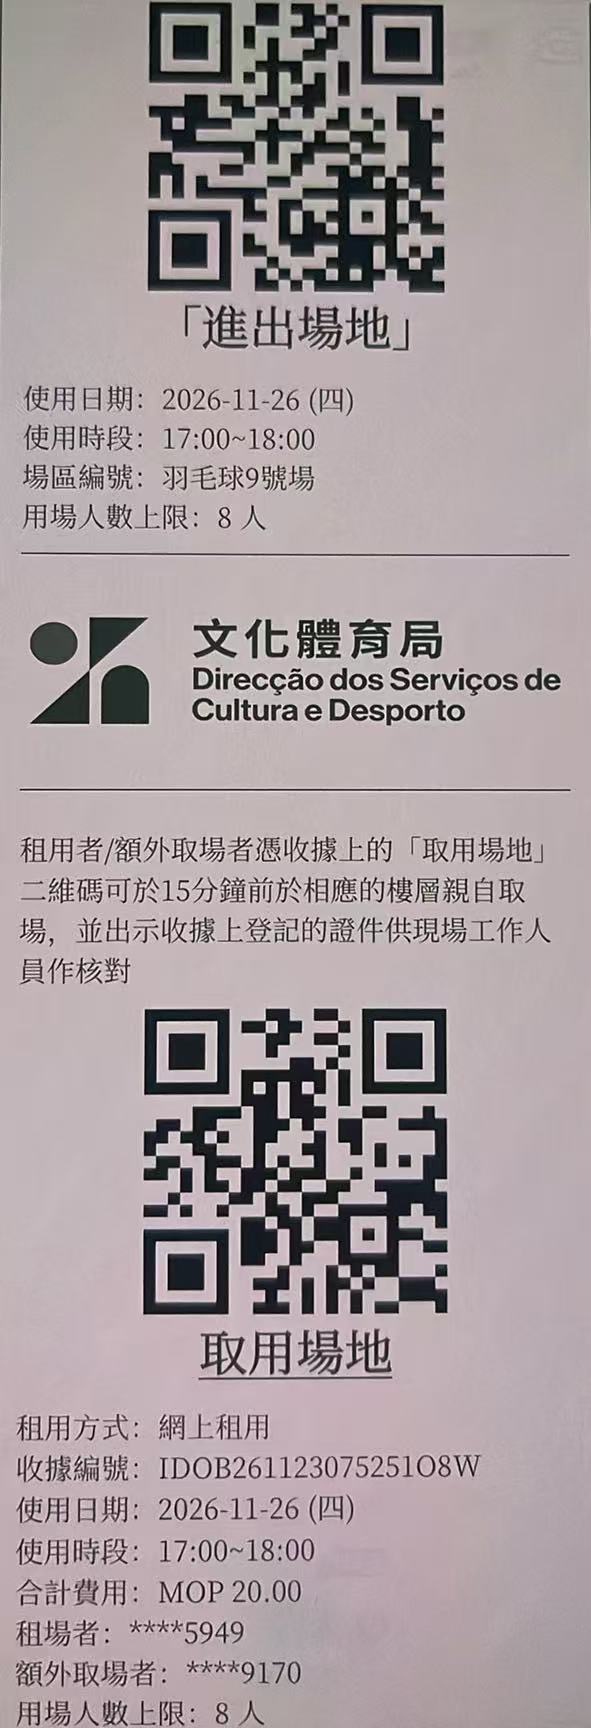 「進出場地」
使用日期：2026-11-26 (四)
使用時段：17:00~18:00
場區編號：羽毛球9號場
用場人數上限：8 人
文化體育局
Direcção dos Serviços de
Cultura e Desporto
租用者/額外取場者憑收據上的「取用場地」
二維碼可於15分鐘前於相應的樓層親自取
場，並出示收據上登記的證件供現場工作人
員作核對
取用場地
租用方式：網上租用
收據編號：IDOB261123075251O8W
使用日期：2026-11-26 (四)
使用時段：17:00~18:00
合計費用：MOP 20.00
租場者：****5949
額外取場者：****9170
用場人數上限：8 人